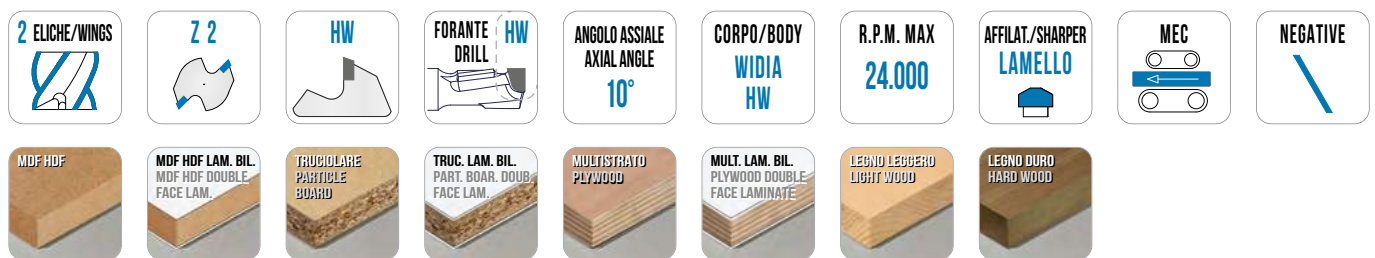 2 ELICHE/WINGS
Z 2
HW
FORANTE
DRILL
HW
ANGOLO ASSIALE
AXIAL ANGLE
10°
CORPO/BODY
WIDIA
HW
R.P.M. MAX
24.000
AFFILAT./SHARPER
LAMELLO
MEC
NEGATIVE
MDF HDF
MDF HDF LAM. BIL.
MDF HDF DOUBLE
FACE LAM.
TRUCIOLARE
PARTICLE
BOARD
TRUC. LAM. BIL.
PART. BOAR. DOUB.
FACE LAM.
MULTISTRATO
PLYWOOD
MULT. LAM. BIL.
PLYWOOD DOUBLE
FACE LAMINATE
LEGNO LEGGERO
LIGHT WOOD
LEGNO DURO
HARD WOOD